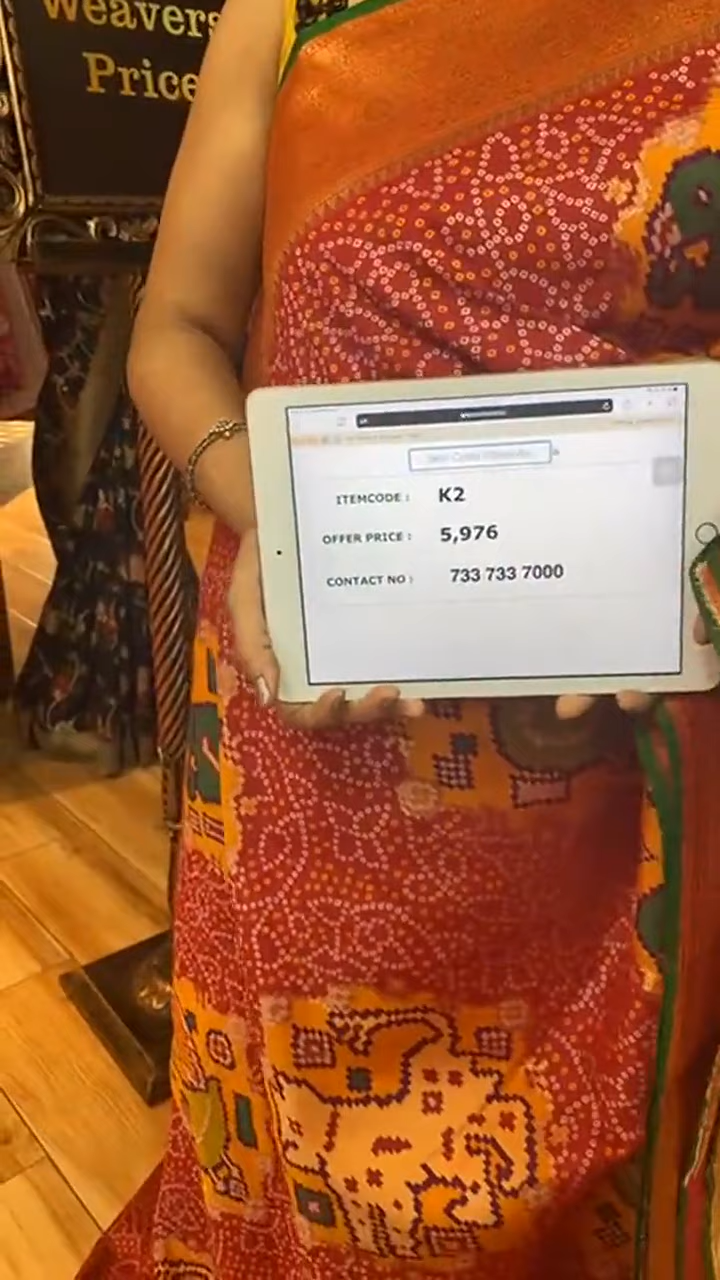 Weavers
Price
ITEMCODE : K2
OFFER PRICE : 5,976
CONTACT NO : 733 733 7000